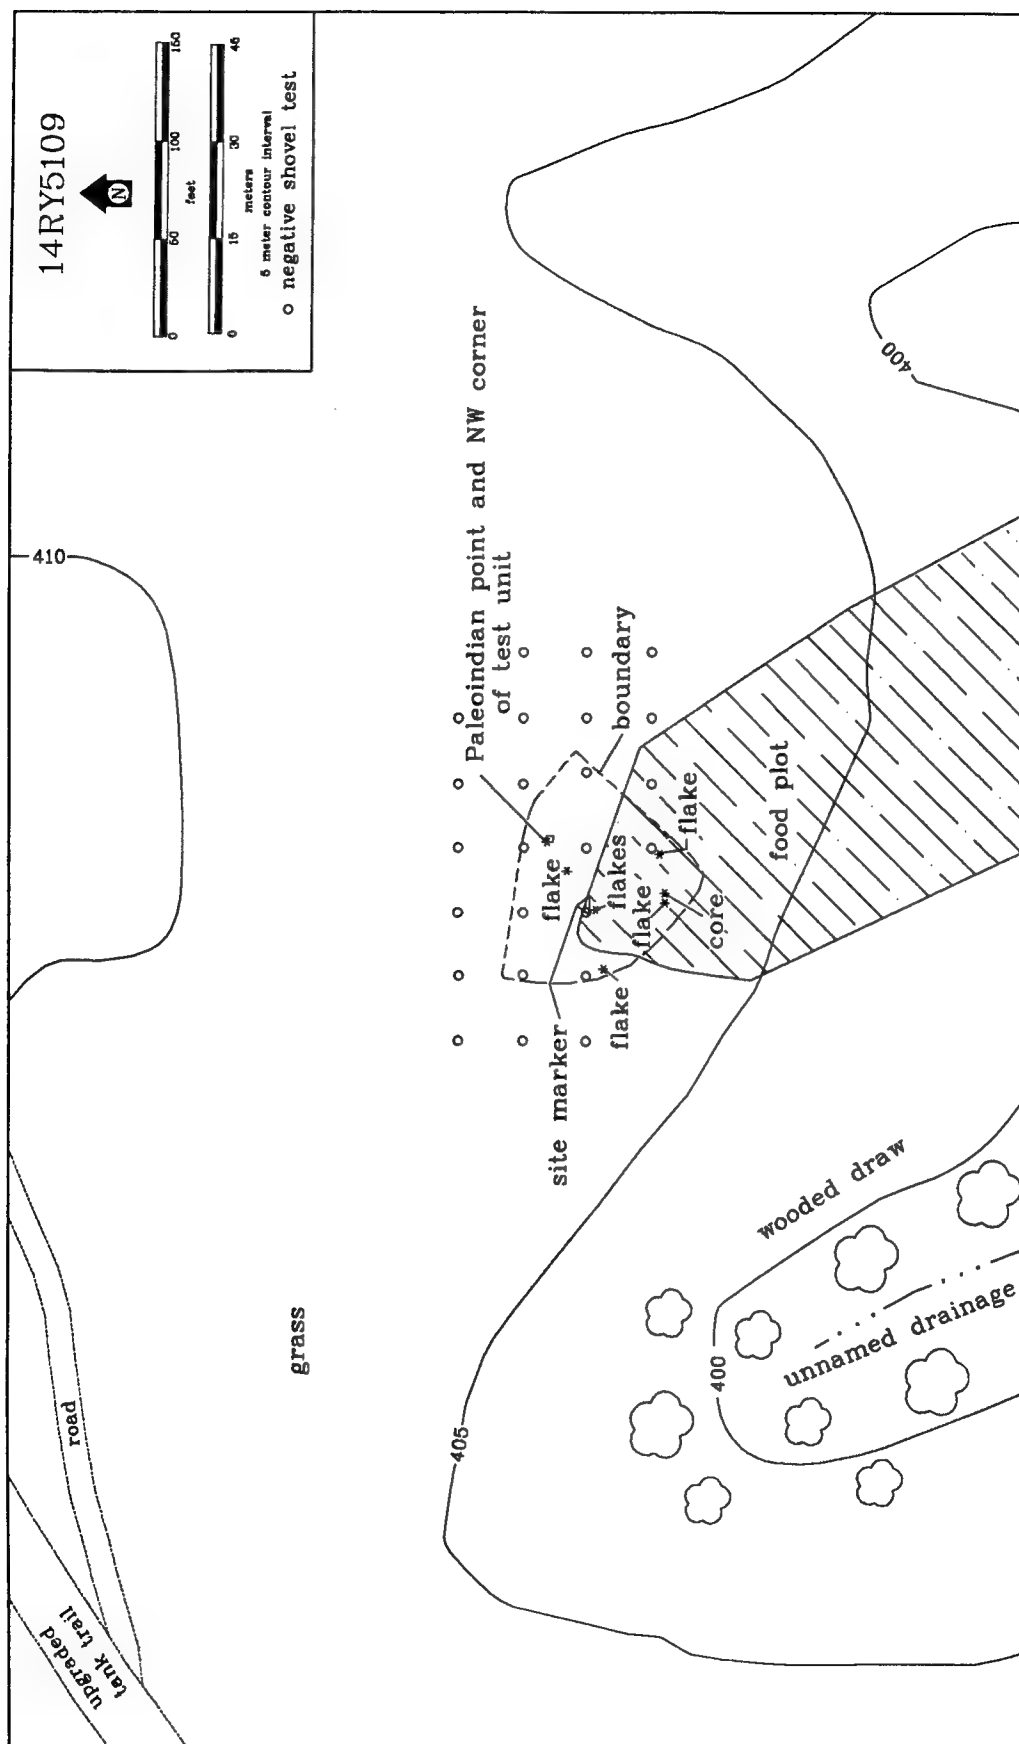 14RY5109
N
0 50 100 150
feet
0 15 30 45
meters
5 meter contour interval
o negative shovel test
410
Paleoindian point and NW corner
of test unit
boundary
flake
flakes
flake
flake
core
flake
site marker
food plot
400
upgraded
tank trail
road
grass
405
400
wooded draw
unnamed drainage